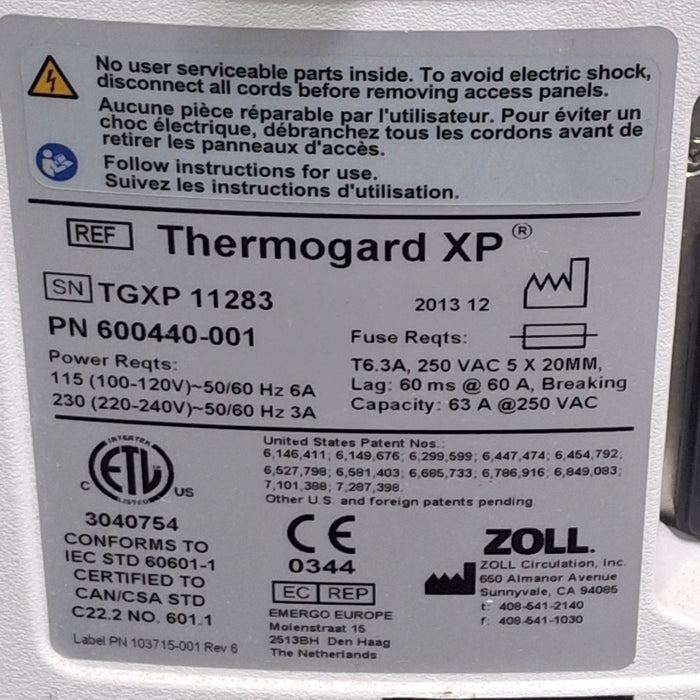 No user serviceable parts inside. To avoid electric shock,
disconnect all cords before removing access panels.
Aucune pièce réparable par l'utilisateur. Pour éviter un
choc électrique, débranchez tous les cordons avant de
retirer les panneaux d'accès.
Follow instructions for use.
Suivez les instructions d'utilisation.
REF Thermogard XP®
SN TGXP 11283
2013 12
PN 600440-001
Power Reqts:
115 (100-120V)~50/60 Hz 6A
230 (220-240V)~50/60 Hz 3A
Fuse Reqts:
T6.3A, 250 VAC 5 X 20MM,
Lag: 60 ms @ 60 A, Breaking
Capacity: 63 A @250 VAC
INTERTEK
ETL
C US
LISTED
3040754
CONFORMS TO
IEC STD 60601-1
CERTIFIED TO
CAN/CSA STD
C22.2 NO. 601.1
Label PN 103715-001 Rev 6
United States Patent Nos.:
6,146,411; 6,149,676; 6,299,599; 6,447,474; 6,454,792;
6,527,798; 6,581,403; 6,685,733; 6,786,916; 6,849,083;
7,101,388; 7,287,398.
Other U.S. and foreign patents pending.
CE
0344
EC REP
EMERGO EUROPE
Molenstraat 15
2513BH Den Haag
The Netherlands
ZOLL.
ZOLL Circulation, Inc.
650 Almanor Avenue
Sunnyvale, CA 94085
t: 408-541-2140
f: 408-541-1030